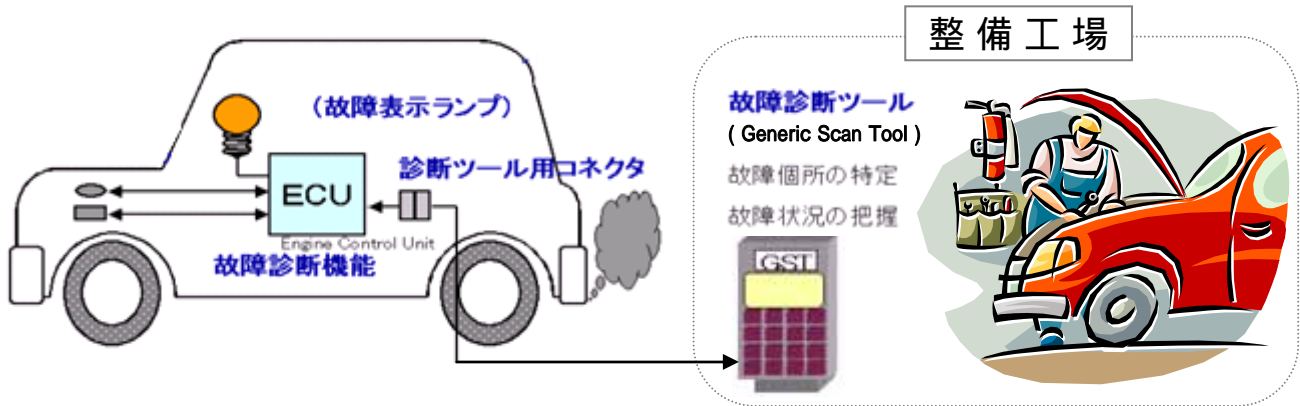 整備工場
(故障表示ランプ)
診断ツール用コネクタ
ECU
Engine Control Unit
故障診断機能
故障診断ツール
( Generic Scan Tool )
故障個所の特定
故障状況の把握
GST